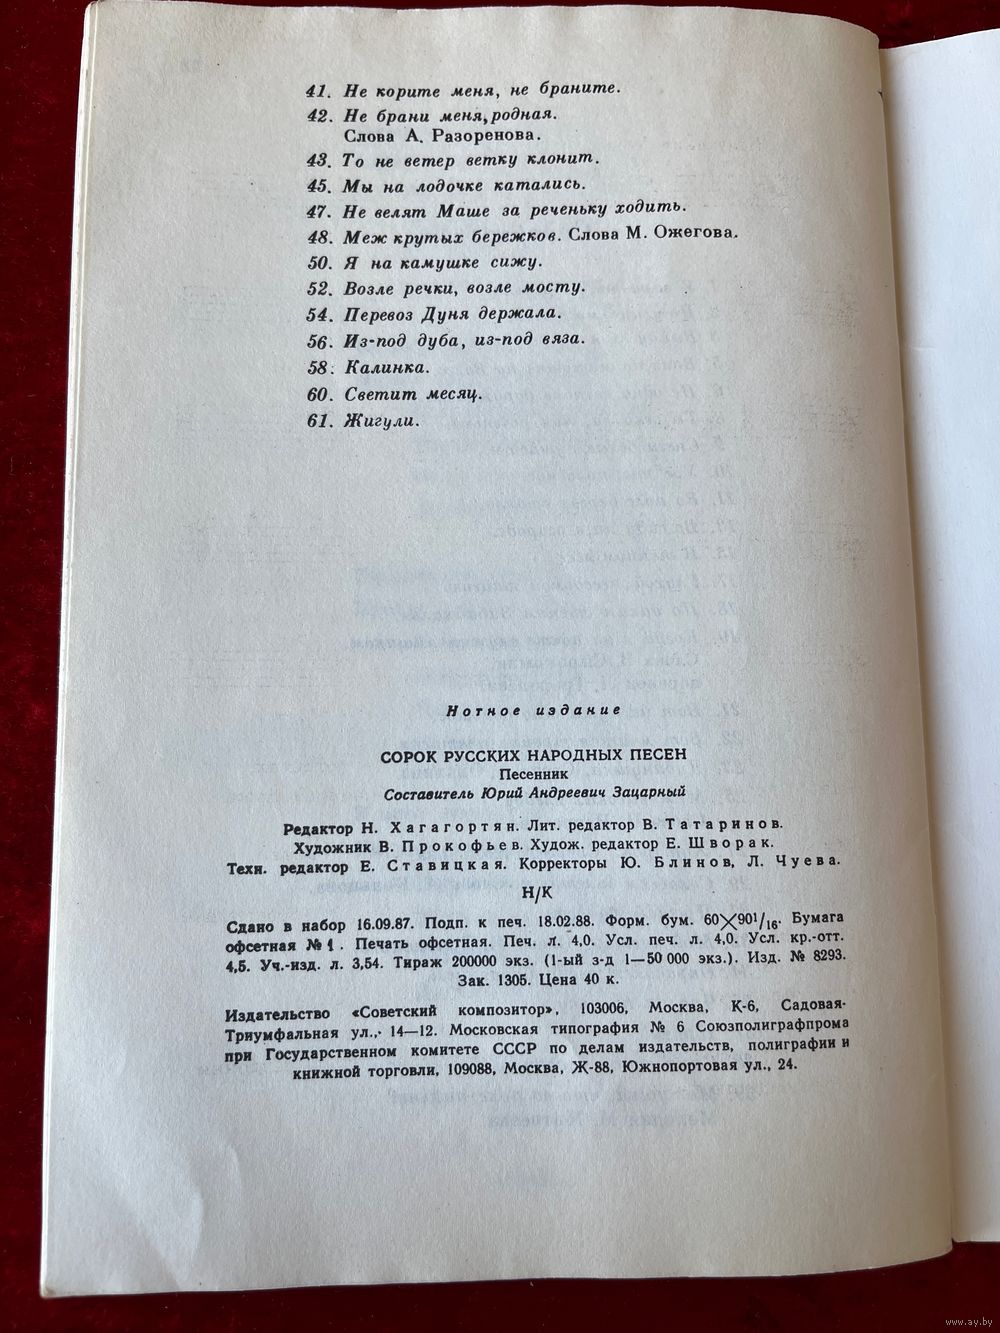 41. Не корите меня, не браните.
42. Не брани меня, родная.
Слова А. Разоренова.
43. То не ветер ветку клонит.
45. Мы на лодочке катались.
47. Не велят Маше за реченьку ходить.
48. Меж крутых бережков. Слова М. Ожегова.
50. Я на камушке сижу.
52. Возле речки, возле мосту.
54. Перевоз Дуня держала.
56. Из-под дуба, из-под вяза.
58. Калинка.
60. Светит месяц.
61. Жигули.
Нотное издание
СОРОК РУССКИХ НАРОДНЫХ ПЕСЕН
Песенник
Составитель Юрий Андреевич Зацарный
Редактор Н. Хагагортян. Лит. редактор В. Татаринов.
Художник В. Прокофьев. Худож. редактор Е. Шворак.
Техн. редактор Е. Ставицкая. Корректоры Ю. Блинов, Л. Чуева.
Н/К
Сдано в набор 16.09.87. Подп. к печ. 18.02.88. Форм. бум. 60×90 1/16. Бумага
офсетная № 1. Печать офсетная. Печ. л. 4,0. Усл. печ. л. 4,0. Усл. кр.-отт.
4,5. Уч.-изд. л. 3,54. Тираж 200000 экз. (1-ый з-д 1—50 000 экз.). Изд. № 8293.
Зак. 1305. Цена 40 к.
Издательство «Советский композитор», 103006, Москва, К-6, Садовая-
Триумфальная ул., 14—12. Московская типография № 6 Союзполиграфпрома
при Государственном комитете СССР по делам издательств, полиграфии и
книжной торговли, 109088, Москва, Ж-88, Южнопортовая ул., 24.
www.ay.by